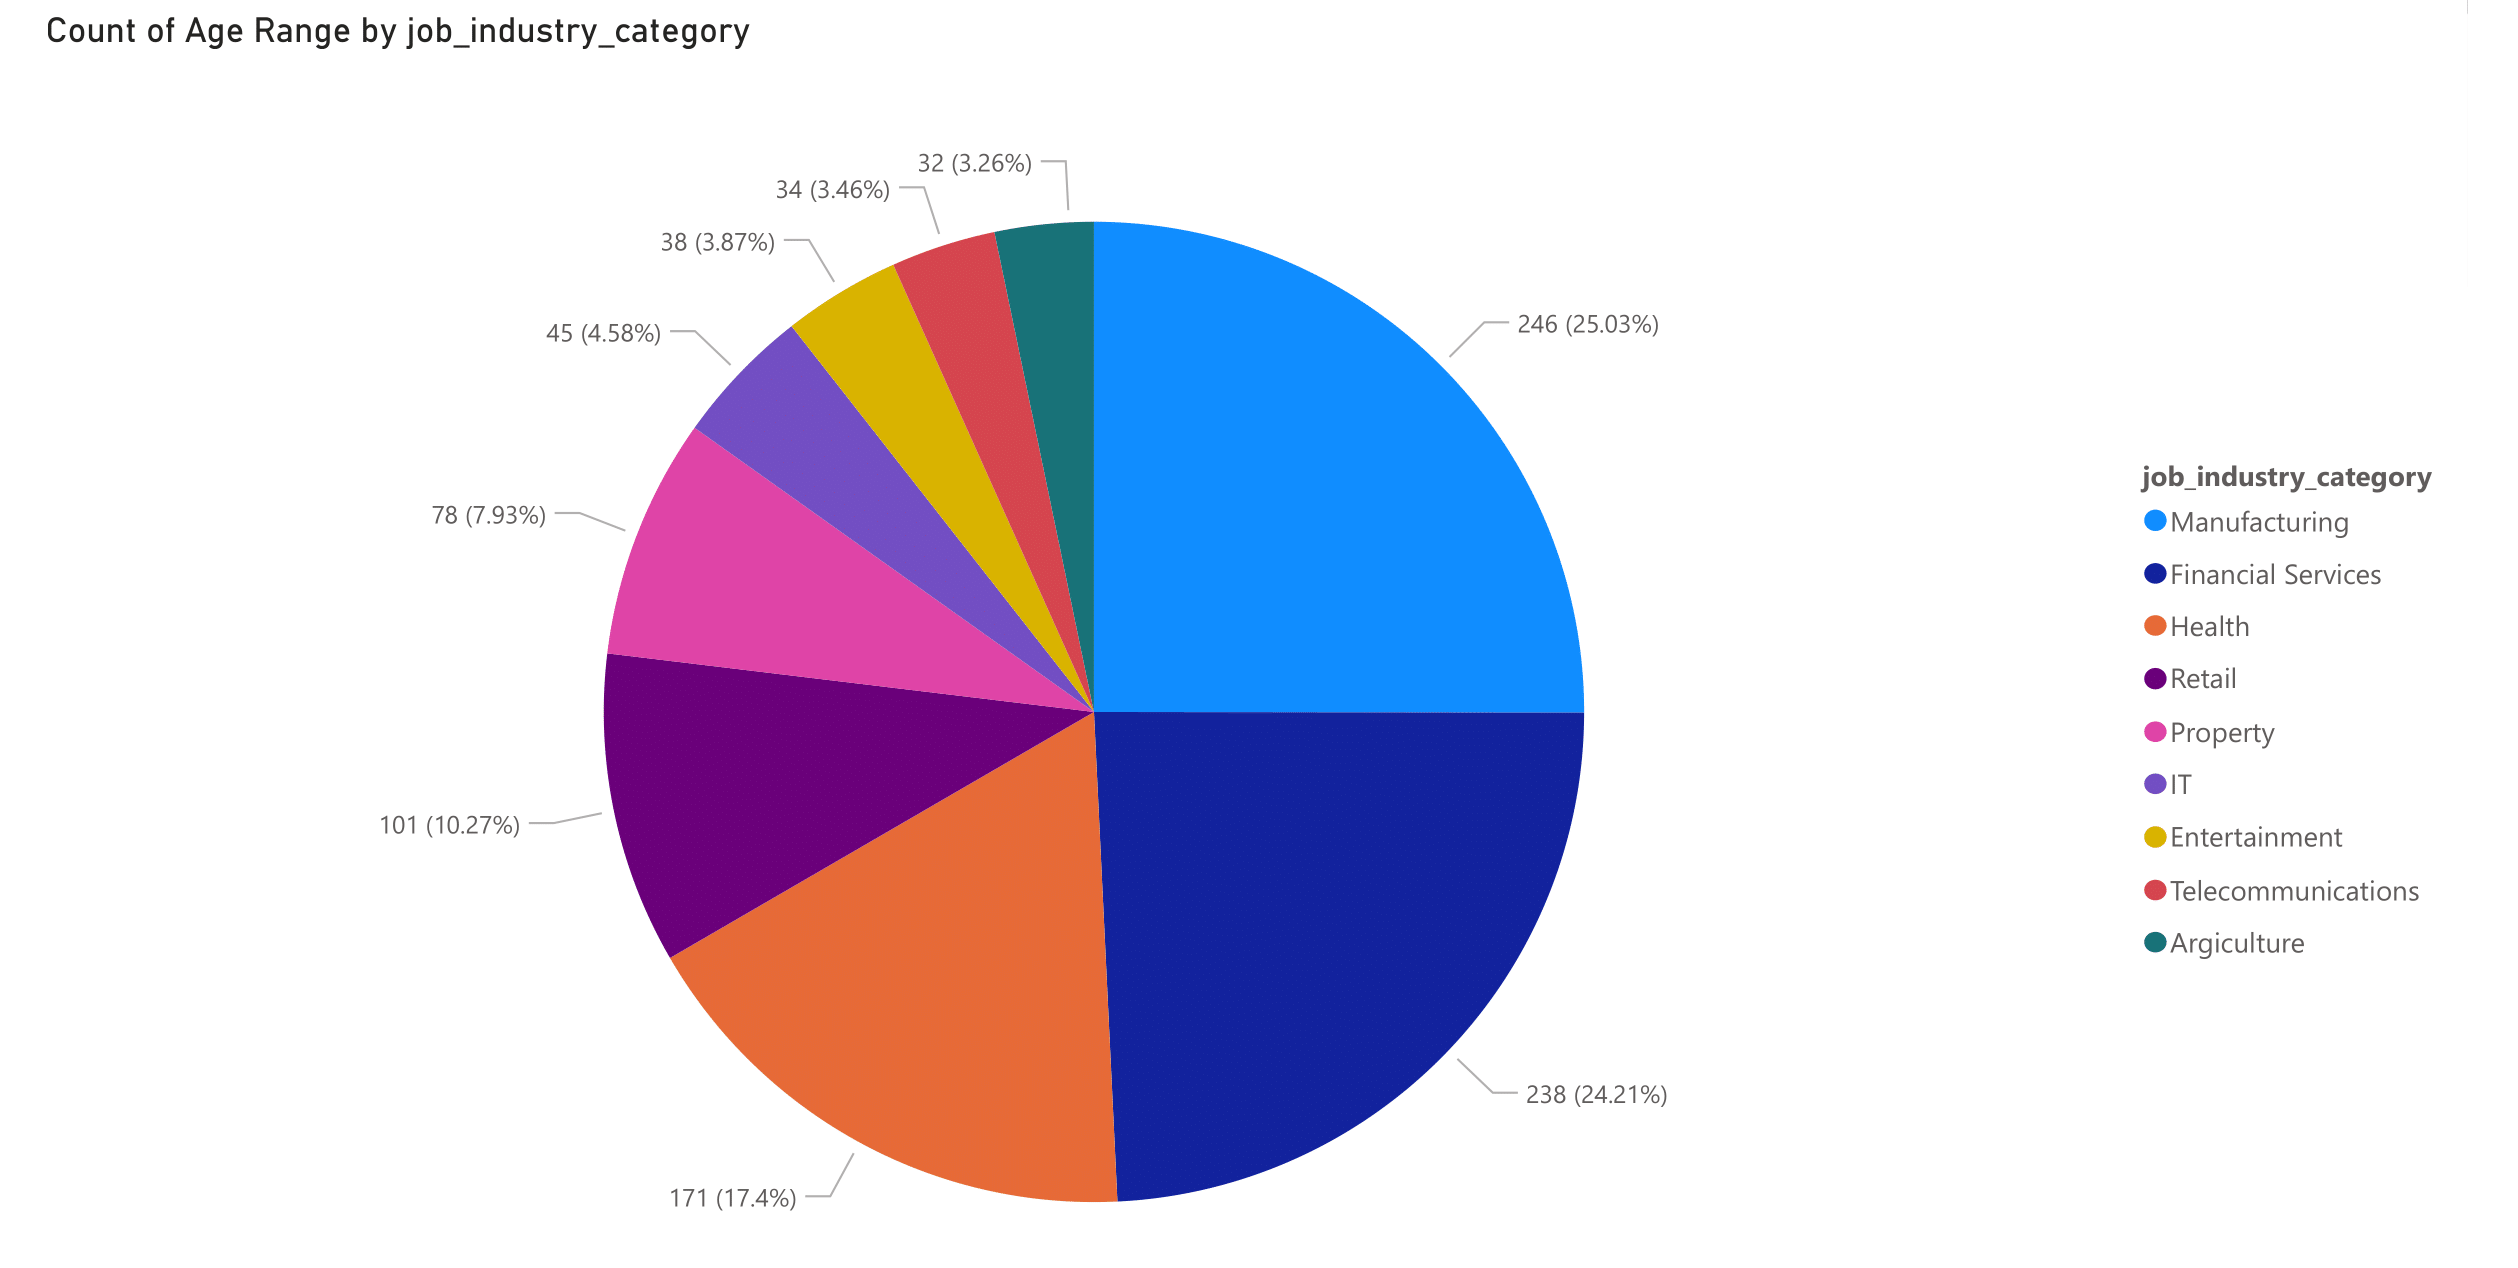 Count of Age Range by job_industry_category
32 (3.26%)
34 (3.46%)
38 (3.87%)
45 (4.58%)
246 (25.03%)
78 (7.93%)
101 (10.27%)
238 (24.21%)
171 (17.4%)
job_industry_category
Manufacturing
Financial Services
Health
Retail
Property
IT
Entertainment
Telecommunications
Argiculture